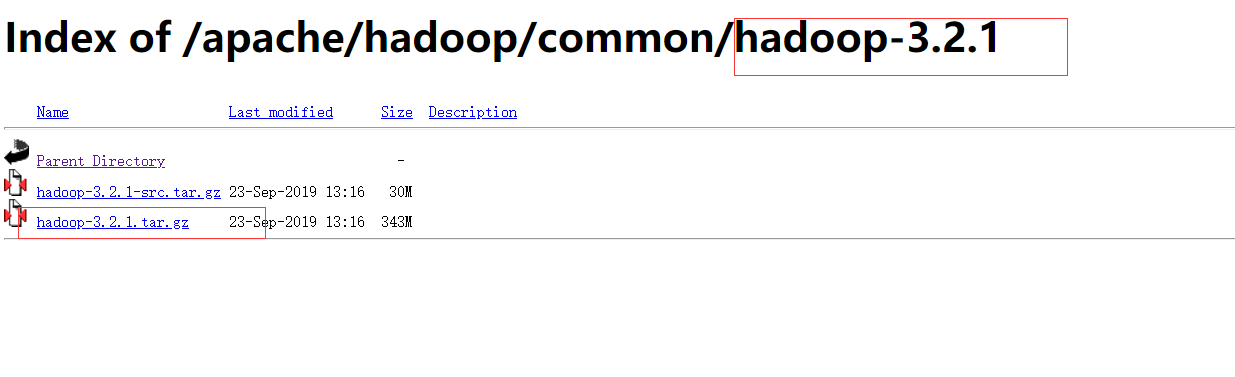 Index of /apache/hadoop/common/hadoop-3.2.1
Name Last modified Size Description
Parent Directory -
hadoop-3.2.1-src.tar.gz 23-Sep-2019 13:16 30M
hadoop-3.2.1.tar.gz 23-Sep-2019 13:16 343M